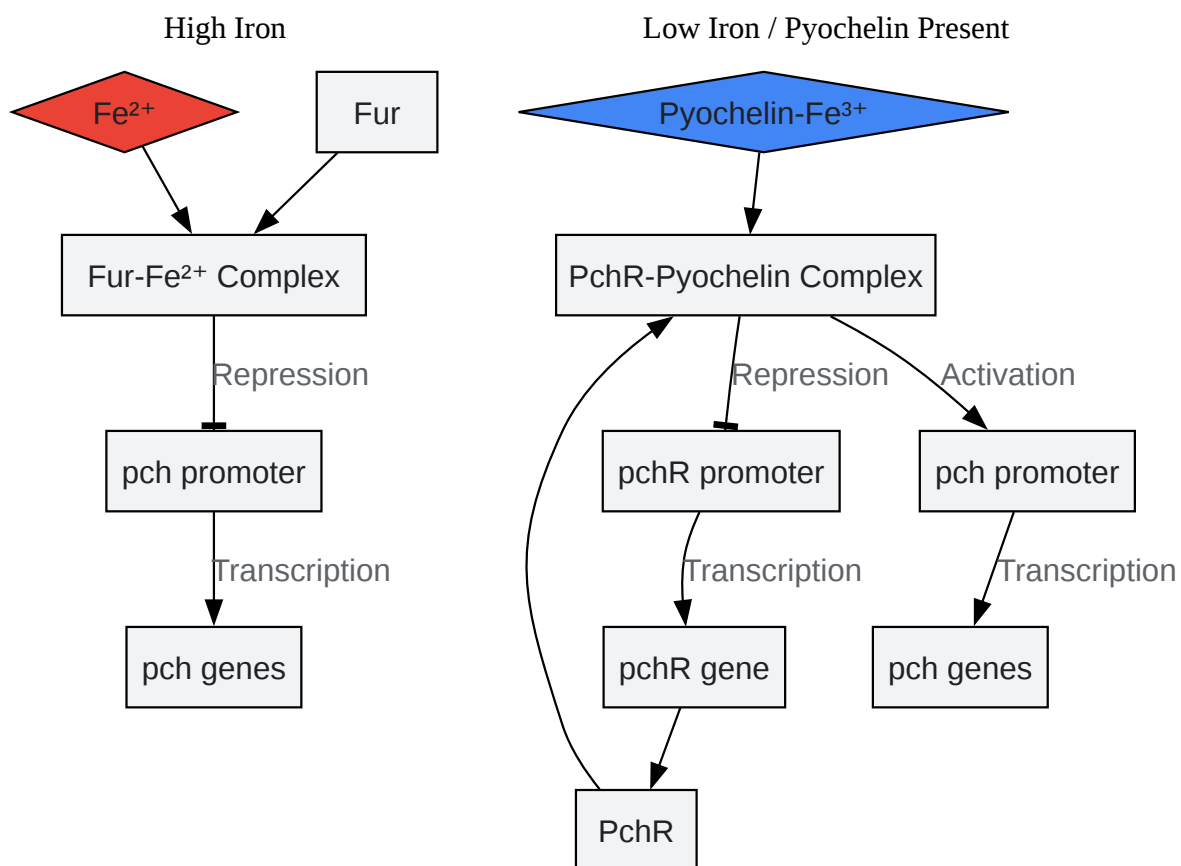 High Iron
Low Iron / Pyochelin Present
Fe²⁺
Fur
Pyochelin-Fe³⁺
Fur-Fe²⁺ Complex
PchR-Pyochelin Complex
Repression
Repression
Activation
pch promoter
pchR promoter
pch promoter
Transcription
Transcription
Transcription
pch genes
pchR gene
pch genes
PchR